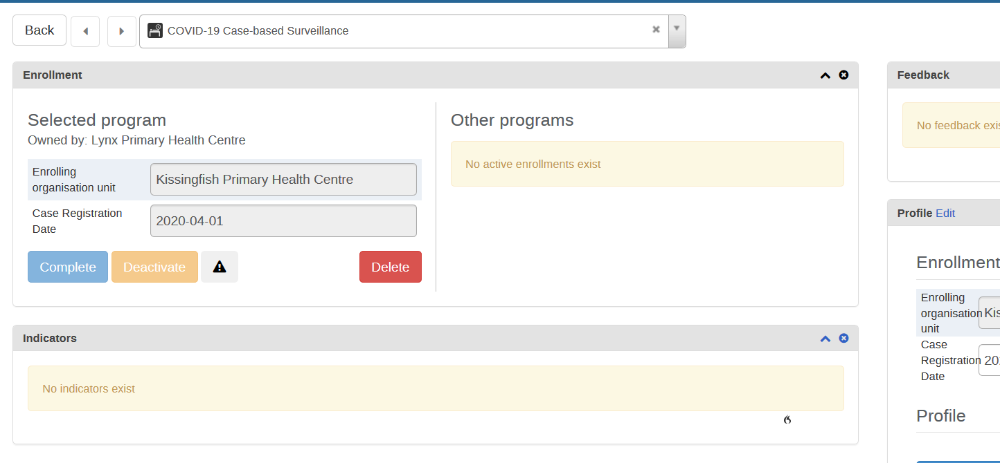 Back
COVID-19 Case-based Surveillance
Enrollment
Selected program
Owned by: Lynx Primary Health Centre
Enrolling
organisation unit
Kissingfish Primary Health Centre
Case Registration
Date
2020-04-01
Complete
Deactivate
Delete
Other programs
No active enrollments exist
Indicators
No indicators exist
Feedback
No feedback exis
Profile Edit
Enrollment
Enrolling
organisation
unit
Kis
Case
Registration
Date
202
Profile